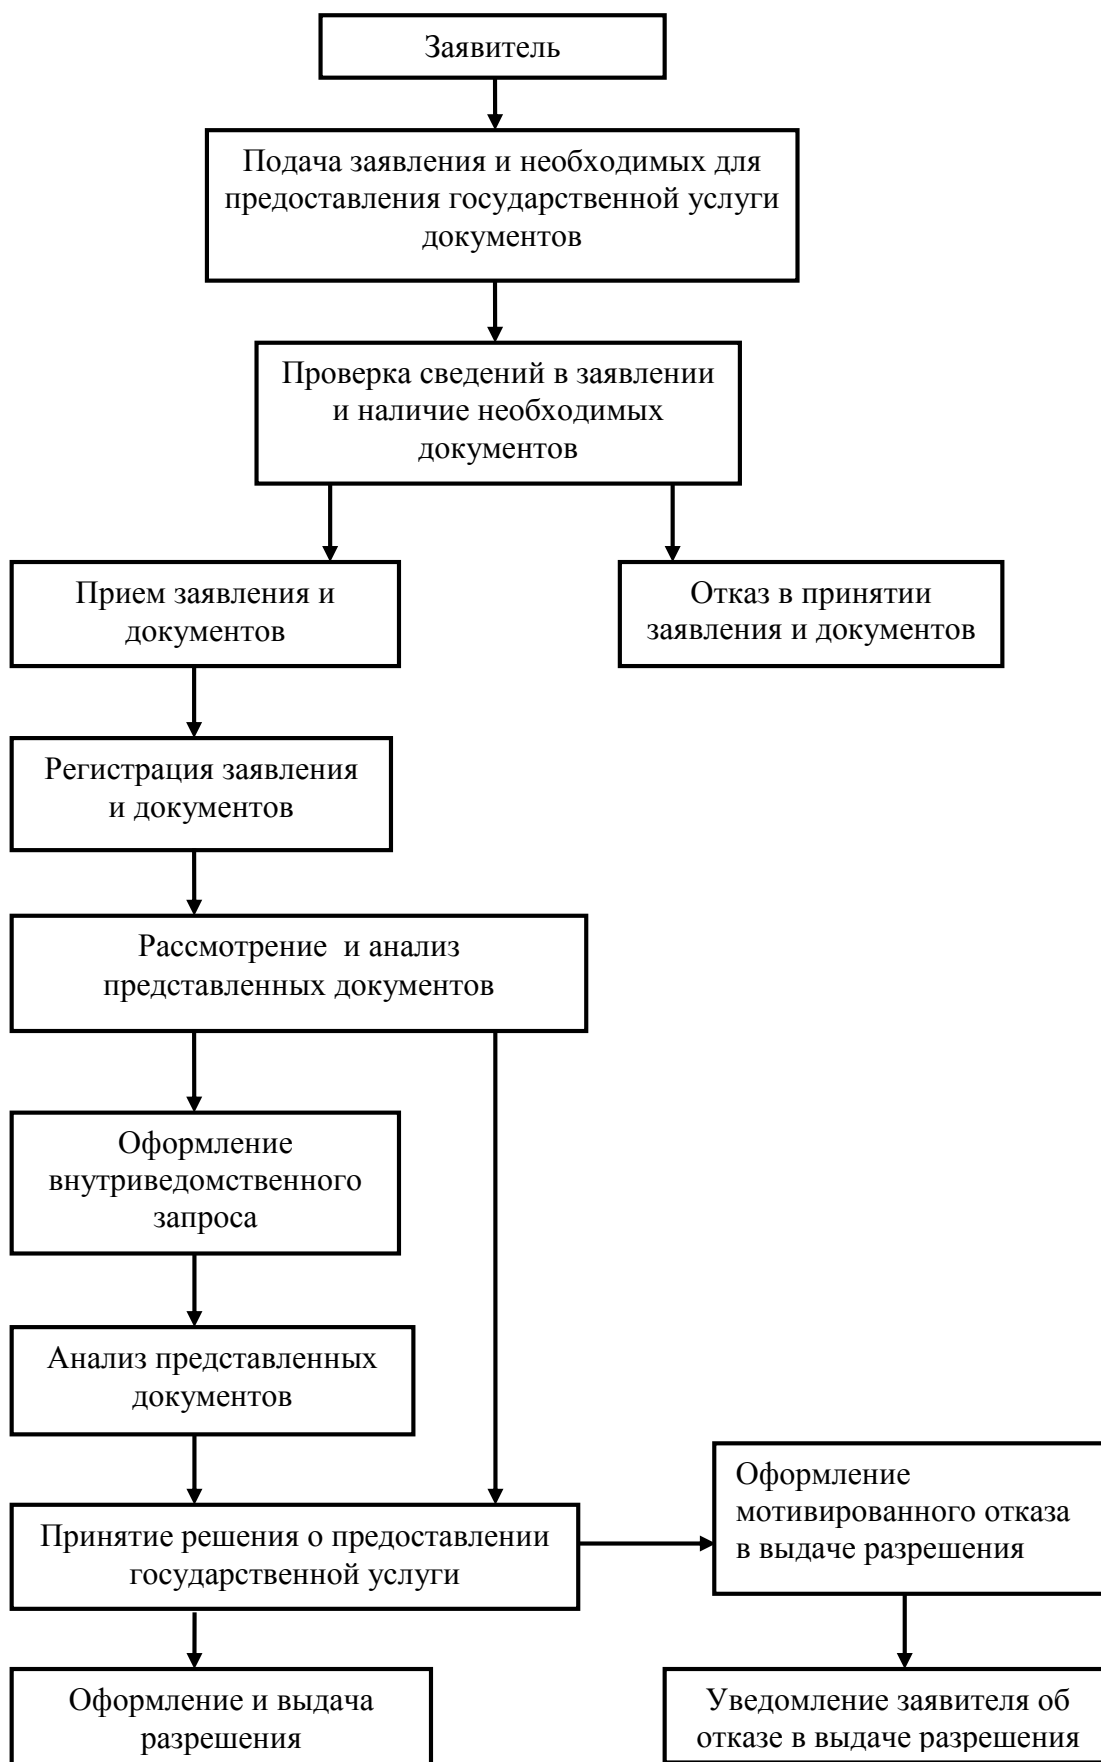 Заявитель
Подача заявления и необходимых для
предоставления государственной услуги
документов
Проверка сведений в заявлении
и наличие необходимых
документов
Прием заявления и
документов
Отказ в принятии
заявления и документов
Регистрация заявления
и документов
Рассмотрение  и анализ
представленных документов
Оформление
внутриведомственного
запроса
Анализ представленных
документов
Принятие решения о предоставлении
государственной услуги
Оформление
мотивированного отказа
в выдаче разрешения
Оформление и выдача
разрешения
Уведомление заявителя об
отказе в выдаче разрешения